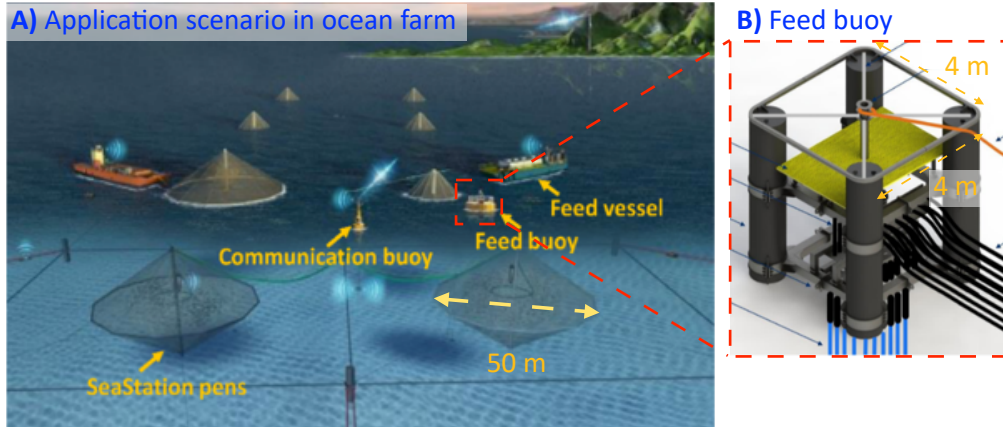 A) Application scenario in ocean farm
B) Feed buoy
4 m
4 m
Feed vessel
Feed buoy
Communication buoy
50 m
SeaStation pens